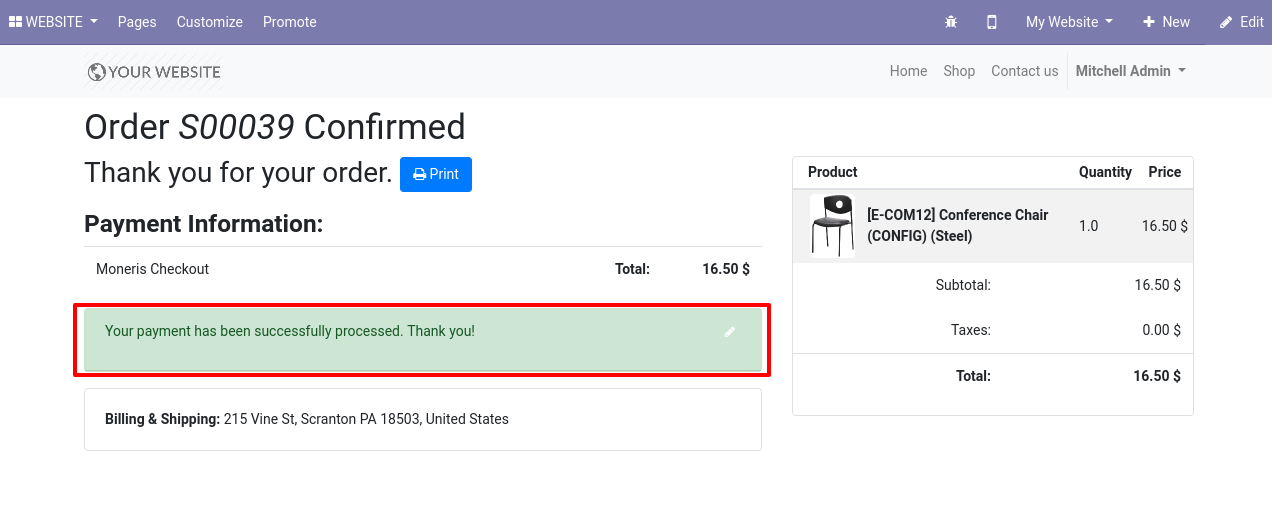 WEBSITE Pages Customize Promote My Website New Edit
YOUR WEBSITE Home Shop Contact us Mitchell Admin
Order S00039 Confirmed
Thank you for your order. Print
Payment Information:
Moneris Checkout Total: 16.50 $
Your payment has been successfully processed. Thank you!
Billing & Shipping: 215 Vine St, Scranton PA 18503, United States
Product Quantity Price
[E-COM12] Conference Chair
(CONFIG) (Steel) 1.0 16.50 $
Subtotal: 16.50 $
Taxes: 0.00 $
Total: 16.50 $